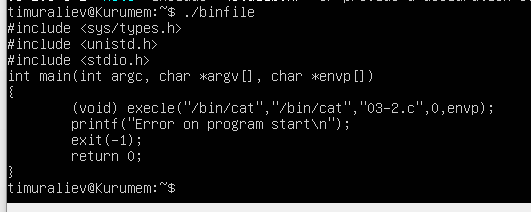 timuraliev@Kurumem:~$ ./binfile
#include <sys/types.h>
#include <unistd.h>
#include <stdio.h>
int main(int argc, char *argv[], char *envp[])
{
(void) execle("/bin/cat","/bin/cat","03-2.c",0,envp);
printf("Error on program start\n");
exit(-1);
return 0;
}
timuraliev@Kurumem:~$